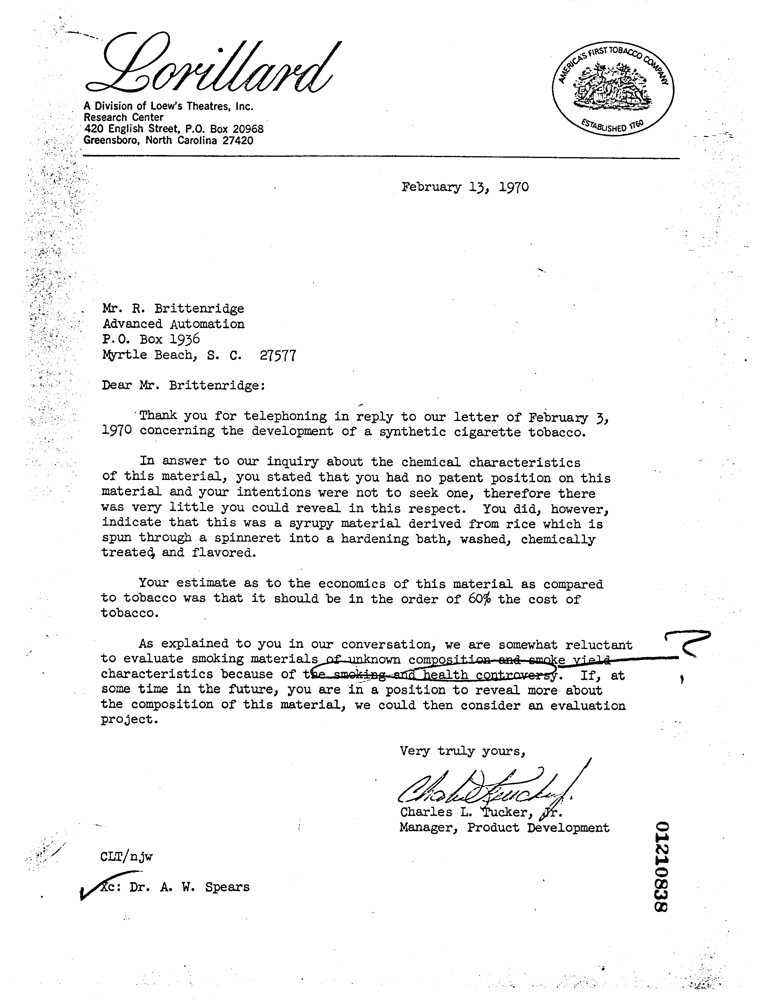 Lorillard
A Division of Loew's Theatres, Inc.
Research Center
420 English Street, P.O. Box 20968
Greensboro, North Carolina 27420
AMERICA'S FIRST TOBACCO COMPANY
ESTABLISHED 1760
February 13, 1970
Mr. R. Brittenridge
Advanced Automation
P.O. Box 1936
Myrtle Beach, S. C. 27577
Dear Mr. Brittenridge:
Thank you for telephoning in reply to our letter of February 3,
1970 concerning the development of a synthetic cigarette tobacco.
In answer to our inquiry about the chemical characteristics
of this material, you stated that you had no patent position on this
material and your intentions were not to seek one, therefore there
was very little you could reveal in this respect. You did, however,
indicate that this was a syrupy material derived from rice which is
spun through a spinneret into a hardening bath, washed, chemically
treated, and flavored.
Your estimate as to the economics of this material as compared
to tobacco was that it should be in the order of 60% the cost of
tobacco.
As explained to you in our conversation, we are somewhat reluctant
to evaluate smoking materials of unknown composition and smoke yield
characteristics because of the smoking and health controversy. If, at
some time in the future, you are in a position to reveal more about
the composition of this material, we could then consider an evaluation
project.
?
Very truly yours,
Charles L. Tucker, Jr.
Manager, Product Development
CLT/njw
Xc: Dr. A. W. Spears
01210838